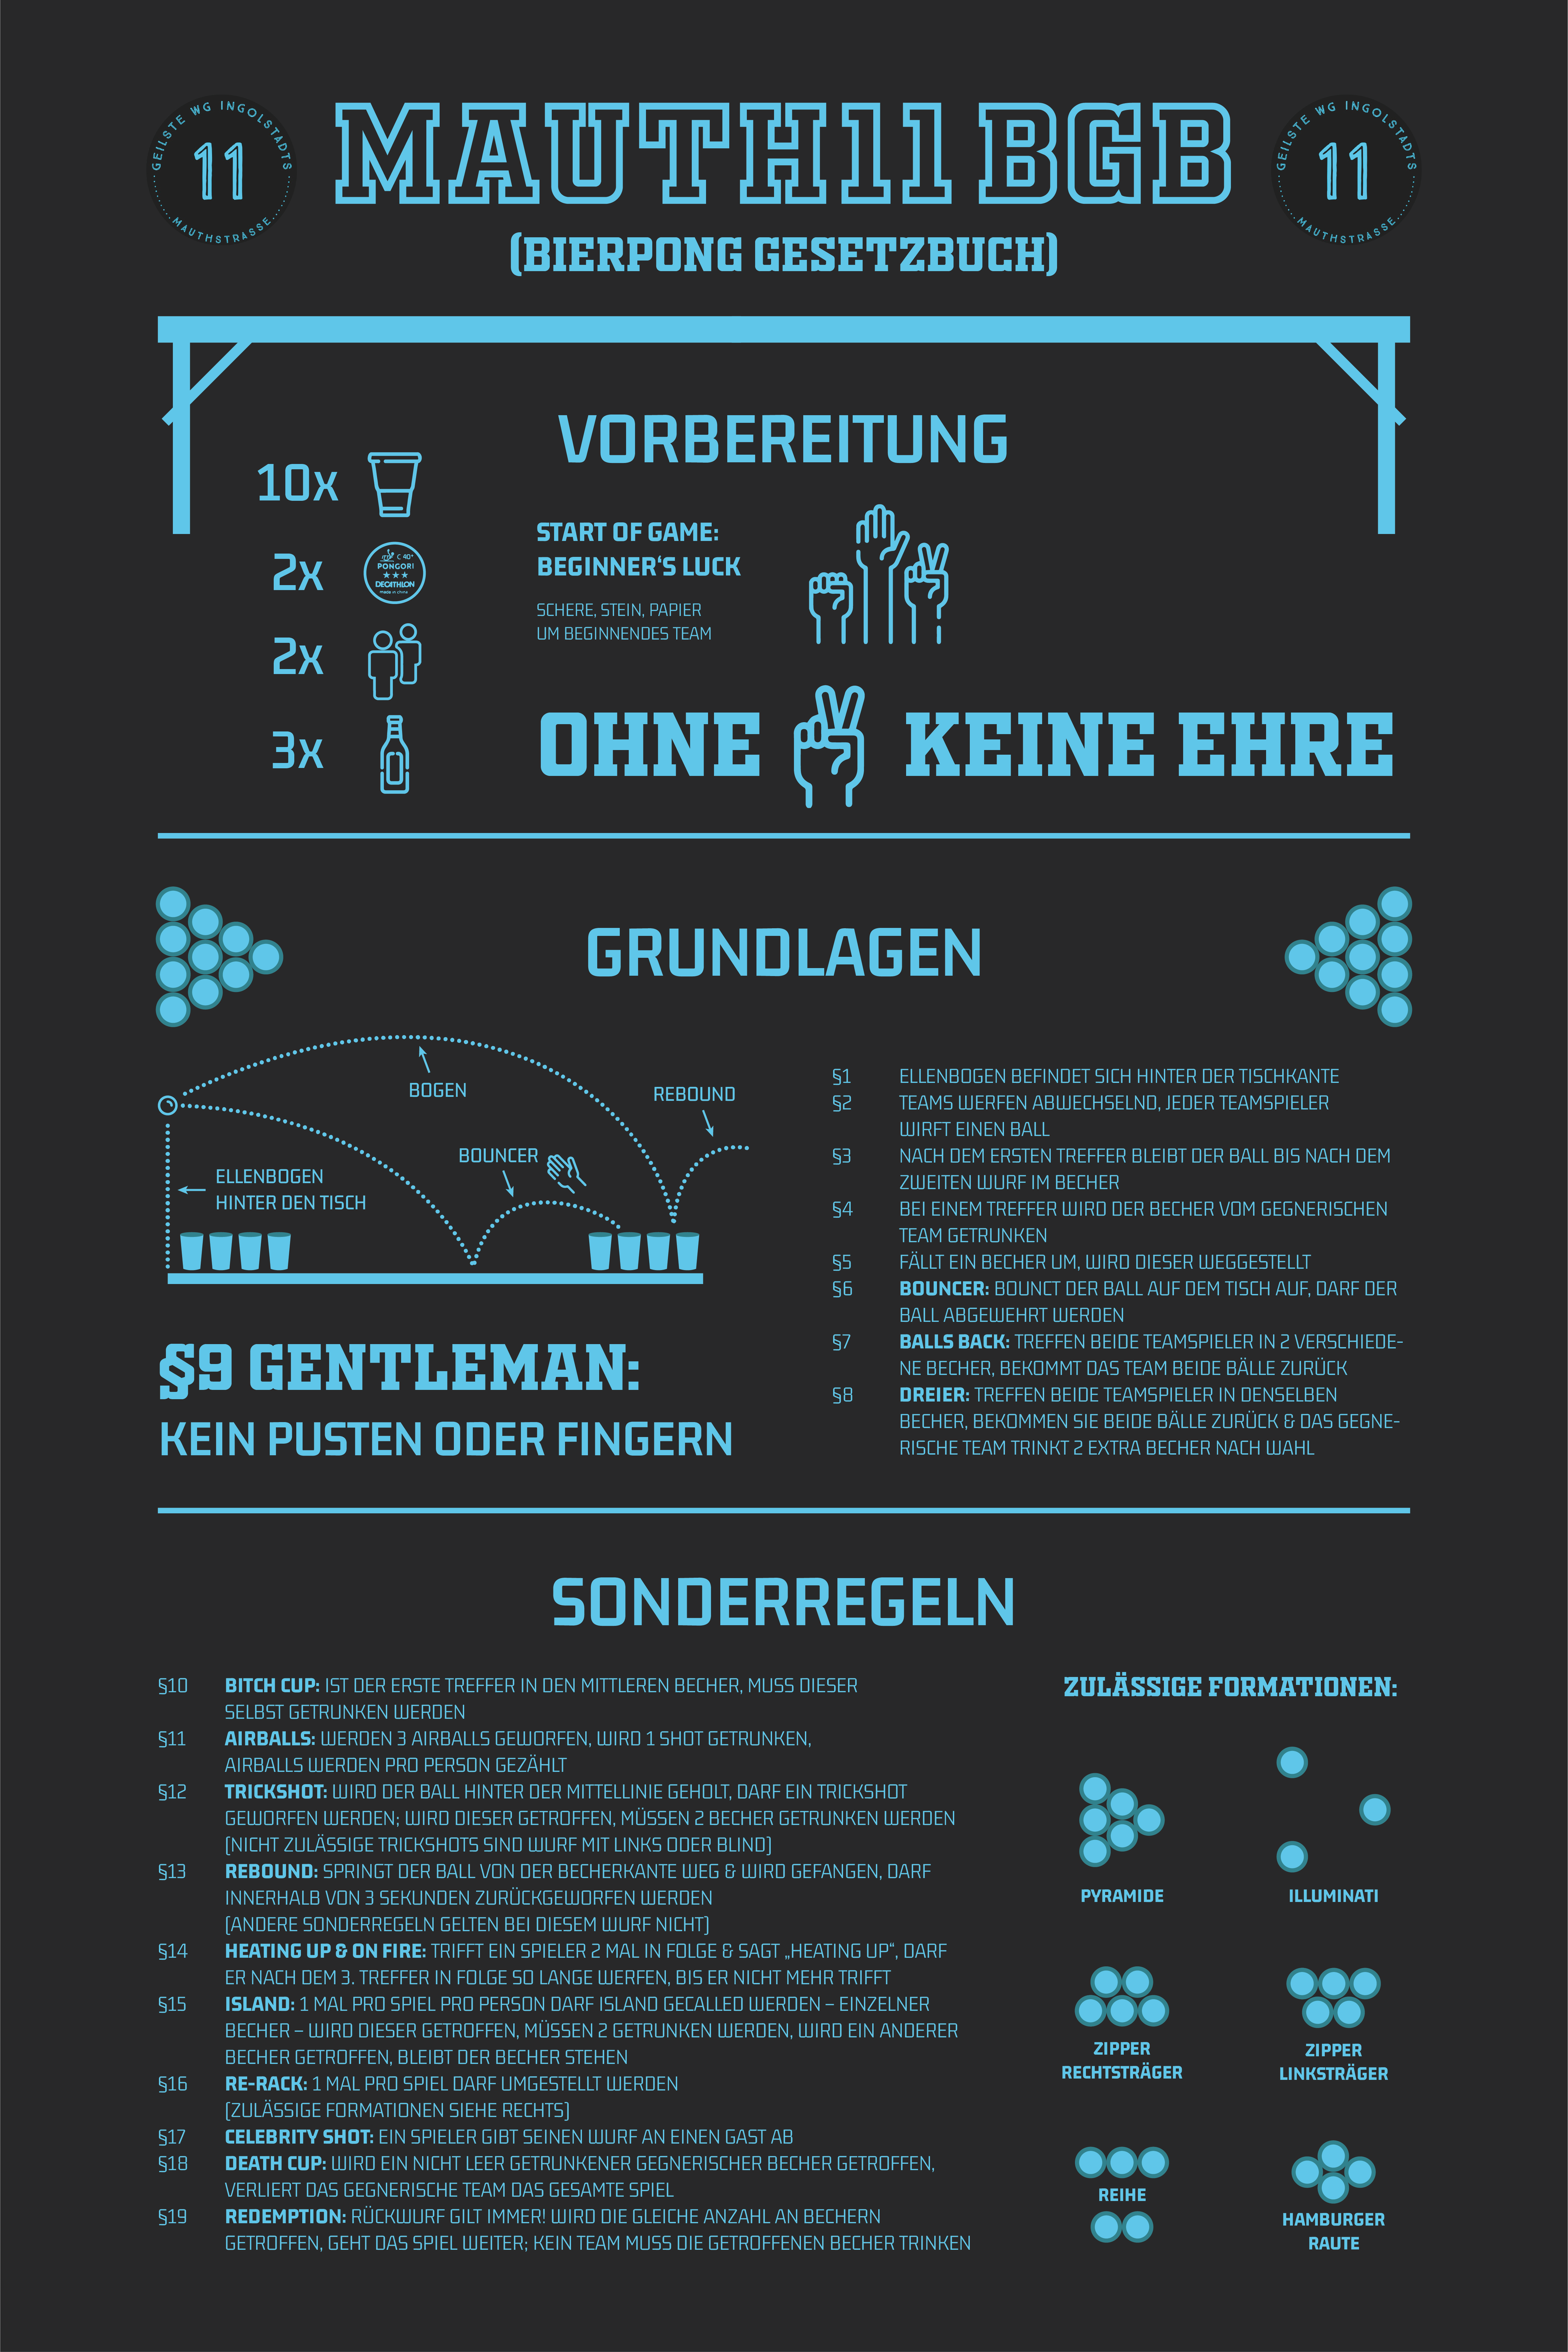 GEILSTE WG INGOLSTADTS
11
MAUTHSTRASSE
MAUTH11 BGB
(BIERPONG GESETZBUCH)
GEILSTE WG INGOLSTADTS
11
MAUTHSTRASSE
VORBEREITUNG
10x
2x
C 40+
PONGORI
★★★
DECATHLON
made in china
2x
3x
START OF GAME:
BEGINNER‘S LUCK
SCHERE, STEIN, PAPIER
UM BEGINNENDES TEAM
OHNE KEINE EHRE
GRUNDLAGEN
BOGEN
REBOUND
BOUNCER
ELLENBOGEN
HINTER DEN TISCH
§9 GENTLEMAN:
KEIN PUSTEN ODER FINGERN
§1 ELLENBOGEN BEFINDET SICH HINTER DER TISCHKANTE
§2 TEAMS WERFEN ABWECHSELND, JEDER TEAMSPIELER
WIRFT EINEN BALL
§3 NACH DEM ERSTEN TREFFER BLEIBT DER BALL BIS NACH DEM
ZWEITEN WURF IM BECHER
§4 BEI EINEM TREFFER WIRD DER BECHER VOM GEGNERISCHEN
TEAM GETRUNKEN
§5 FÄLLT EIN BECHER UM, WIRD DIESER WEGGESTELLT
§6 BOUNCER: BOUNCT DER BALL AUF DEM TISCH AUF, DARF DER
BALL ABGEWEHRT WERDEN
§7 BALLS BACK: TREFFEN BEIDE TEAMSPIELER IN 2 VERSCHIEDE-
NE BECHER, BEKOMMT DAS TEAM BEIDE BÄLLE ZURÜCK
§8 DREIER: TREFFEN BEIDE TEAMSPIELER IN DENSELBEN
BECHER, BEKOMMEN SIE BEIDE BÄLLE ZURÜCK & DAS GEGNE-
RISCHE TEAM TRINKT 2 EXTRA BECHER NACH WAHL
SONDERREGELN
§10 BITCH CUP: IST DER ERSTE TREFFER IN DEN MITTLEREN BECHER, MUSS DIESER
SELBST GETRUNKEN WERDEN
§11 AIRBALLS: WERDEN 3 AIRBALLS GEWORFEN, WIRD 1 SHOT GETRUNKEN,
AIRBALLS WERDEN PRO PERSON GEZÄHLT
§12 TRICKSHOT: WIRD DER BALL HINTER DER MITTELLINIE GEHOLT, DARF EIN TRICKSHOT
GEWORFEN WERDEN; WIRD DIESER GETROFFEN, MÜSSEN 2 BECHER GETRUNKEN WERDEN
(NICHT ZULÄSSIGE TRICKSHOTS SIND WURF MIT LINKS ODER BLIND)
§13 REBOUND: SPRINGT DER BALL VON DER BECHERKANTE WEG & WIRD GEFANGEN, DARF
INNERHALB VON 3 SEKUNDEN ZURÜCKGEWORFEN WERDEN
(ANDERE SONDERREGELN GELTEN BEI DIESEM WURF NICHT)
§14 HEATING UP & ON FIRE: TRIFFT EIN SPIELER 2 MAL IN FOLGE & SAGT „HEATING UP“, DARF
ER NACH DEM 3. TREFFER IN FOLGE SO LANGE WERFEN, BIS ER NICHT MEHR TRIFFT
§15 ISLAND: 1 MAL PRO SPIEL PRO PERSON DARF ISLAND GECALLED WERDEN – EINZELNER
BECHER – WIRD DIESER GETROFFEN, MÜSSEN 2 GETRUNKEN WERDEN, WIRD EIN ANDERER
BECHER GETROFFEN, BLEIBT DER BECHER STEHEN
§16 RE-RACK: 1 MAL PRO SPIEL DARF UMGESTELLT WERDEN
(ZULÄSSIGE FORMATIONEN SIEHE RECHTS)
§17 CELEBRITY SHOT: EIN SPIELER GIBT SEINEN WURF AN EINEN GAST AB
§18 DEATH CUP: WIRD EIN NICHT LEER GETRUNKENER GEGNERISCHER BECHER GETROFFEN,
VERLIERT DAS GEGNERISCHE TEAM DAS GESAMTE SPIEL
§19 REDEMPTION: RÜCKWURF GILT IMMER! WIRD DIE GLEICHE ANZAHL AN BECHERN
GETROFFEN, GEHT DAS SPIEL WEITER; KEIN TEAM MUSS DIE GETROFFENEN BECHER TRINKEN
ZULÄSSIGE FORMATIONEN:
PYRAMIDE
ILLUMINATI
ZIPPER
RECHTSTRÄGER
ZIPPER
LINKSTRÄGER
REIHE
HAMBURGER
RAUTE